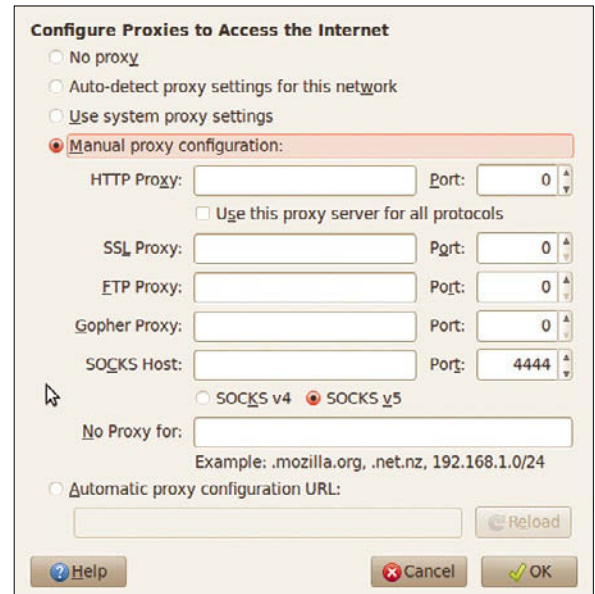 Configure Proxies to Access the Internet
No proxy
Auto-detect proxy settings for this network
Use system proxy settings
Manual proxy configuration:
HTTP Proxy: Port: 0
Use this proxy server for all protocols
SSL Proxy: Port: 0
FTP Proxy: Port: 0
Gopher Proxy: Port: 0
SOCKS Host: Port: 4444
SOCKS v4 SOCKS v5
No Proxy for:
Example: .mozilla.org, .net.nz, 192.168.1.0/24
Automatic proxy configuration URL:
Reload
Help Cancel OK